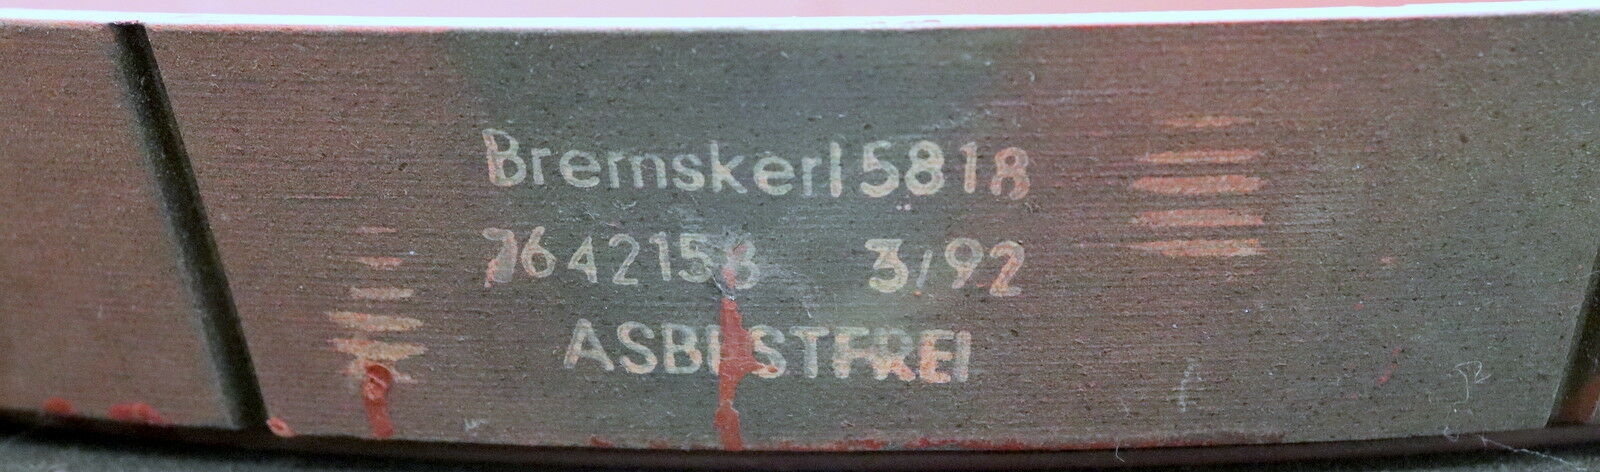 Bremskerl 5818
7642158 3/92
ASBESTFREI